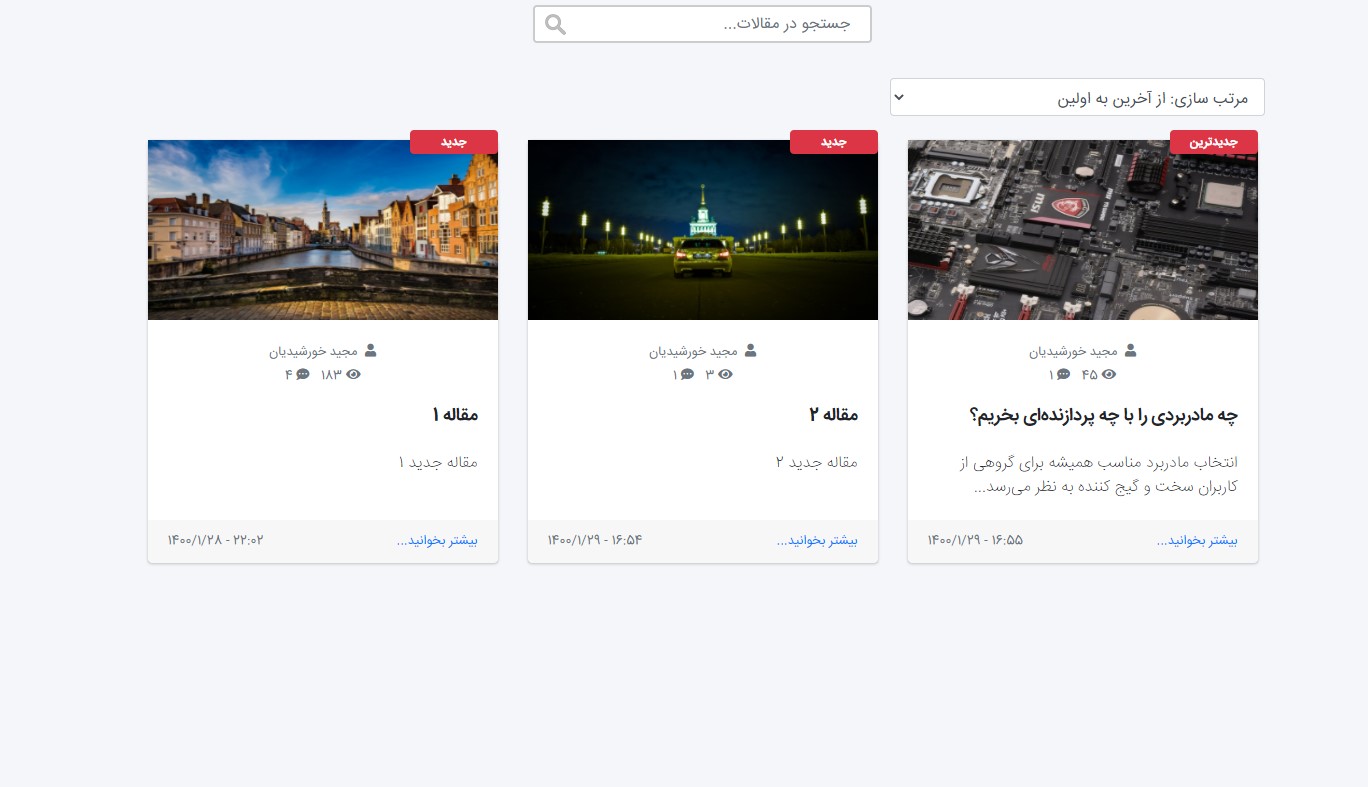 جستجو در مقالات...
مرتب سازی: از آخرین به اولین
جدیدترین
msi
مجید خورشیدیان
۴۵ ۱
چه مادربردی را با چه پردازنده‌ای بخریم؟
انتخاب مادربرد مناسب همیشه برای گروهی از
کاربران سخت و گیج کننده به نظر می‌رسد...
بیشتر بخوانید...
۱۴۰۰/۱/۲۹ - ۱۶:۵۵
جدید
مجید خورشیدیان
۳ ۱
مقاله ۲
مقاله جدید ۲
بیشتر بخوانید...
۱۴۰۰/۱/۲۹ - ۱۶:۵۴
جدید
مجید خورشیدیان
۱۸۳ ۴
مقاله ۱
مقاله جدید ۱
بیشتر بخوانید...
۱۴۰۰/۱/۲۸ - ۲۲:۰۲